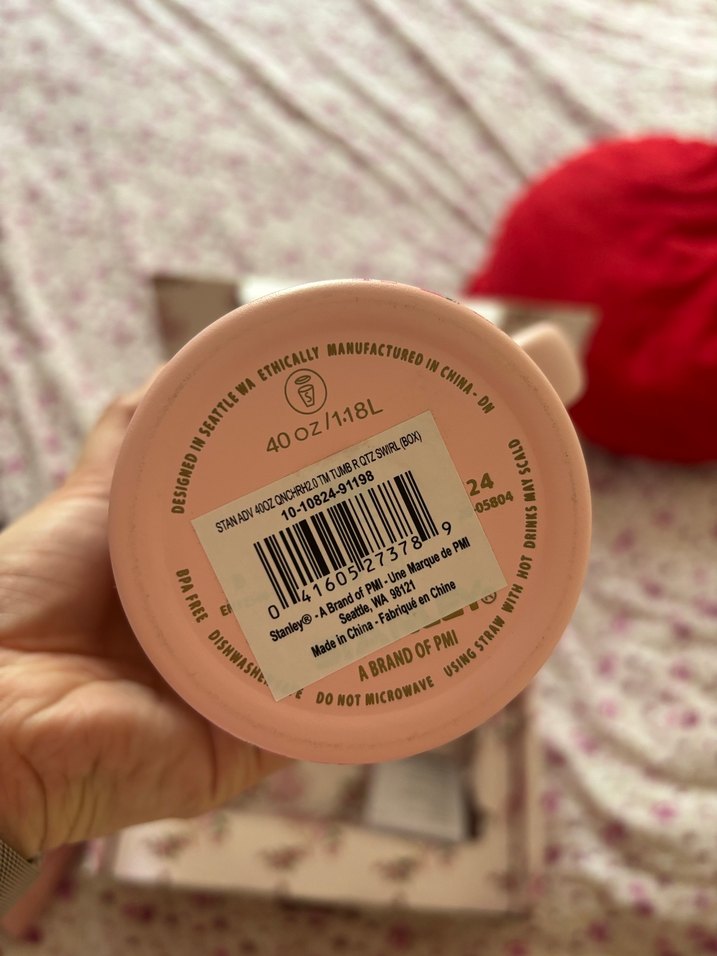 DESIGNED IN SEATTLE WA ETHICALLY MANUFACTURED IN CHINA - DN
40 OZ/1.18L
STAN ADV 40OZ QNCHRH2.0 TM TUMB R QTZ SWIRL (BOX)
10-10824-91198
0 41605 27378 9
Stanley® - A Brand of PMI - Une Marque de PMI
Seattle, WA 98121
Made in China - Fabriqué en Chine
24
05804
®
A BRAND OF PMI
BPA FREE DISHWASHE E DO NOT MICROWAVE USING STRAW WITH HOT DRINKS MAY SCALD